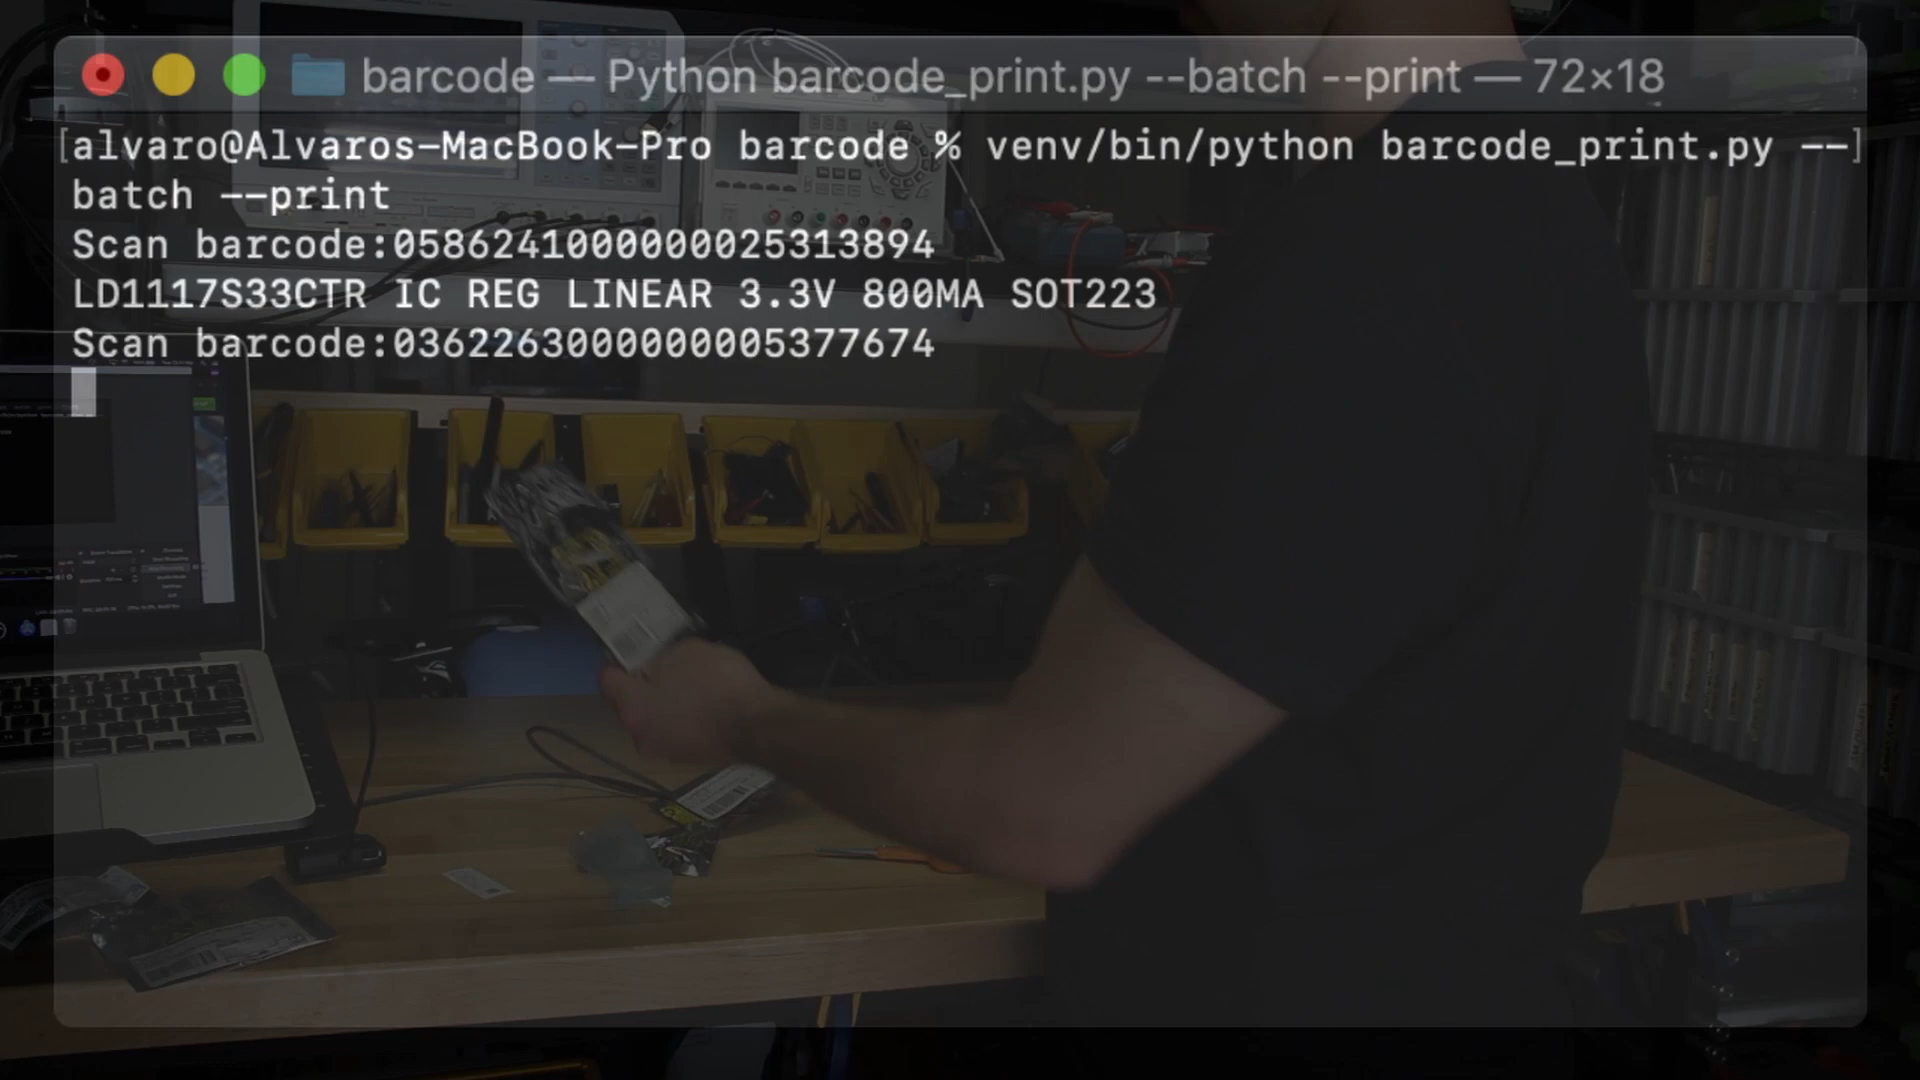 barcode — Python barcode_print.py --batch --print — 72×18
[alvaro@Alvaros-MacBook-Pro barcode % venv/bin/python barcode_print.py --]
batch --print
Scan barcode:0586241000000025313894
LD1117S33CTR IC REG LINEAR 3.3V 800MA SOT223
Scan barcode:0362263000000005377674